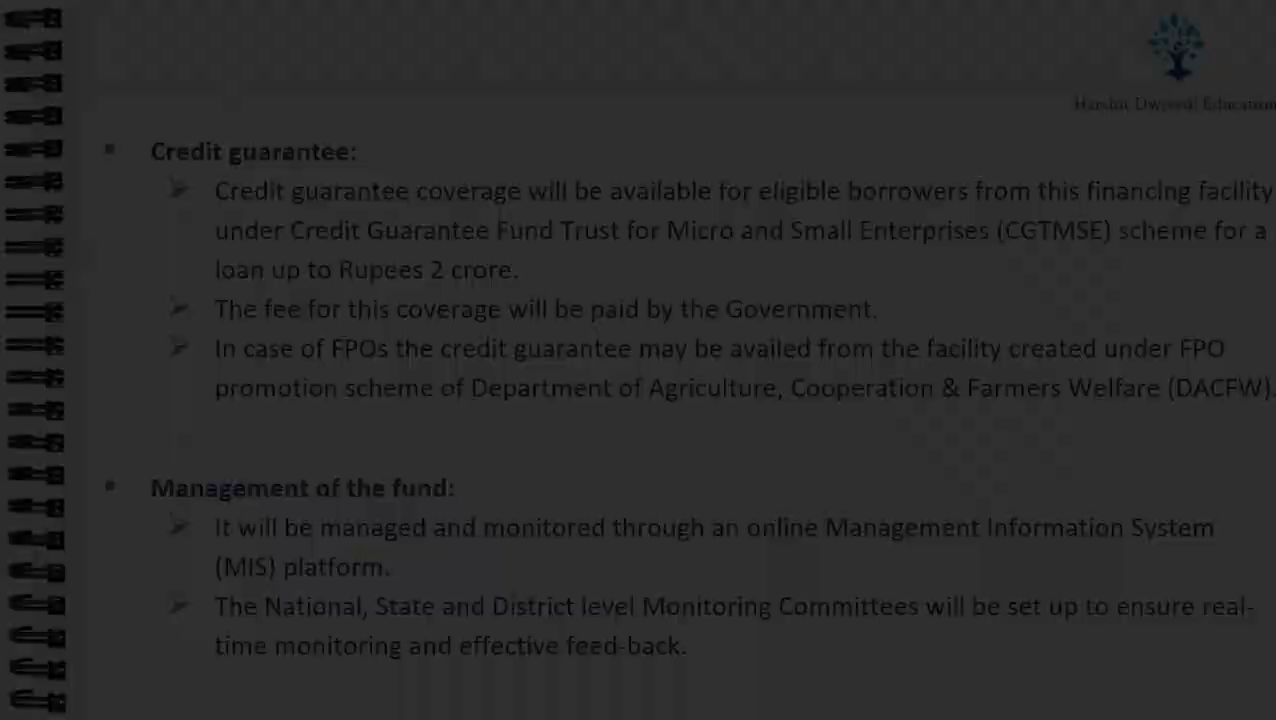 Harshit Dwivedi Education
▪ Credit guarantee:
➢ Credit guarantee coverage will be available for eligible borrowers from this financing facility
under Credit Guarantee Fund Trust for Micro and Small Enterprises (CGTMSE) scheme for a
loan up to Rupees 2 crore.
➢ The fee for this coverage will be paid by the Government.
➢ In case of FPOs the credit guarantee may be availed from the facility created under FPO
promotion scheme of Department of Agriculture, Cooperation & Farmers Welfare (DACFW).
▪ Management of the fund:
➢ It will be managed and monitored through an online Management Information System
(MIS) platform.
➢ The National, State and District level Monitoring Committees will be set up to ensure real-
time monitoring and effective feed-back.